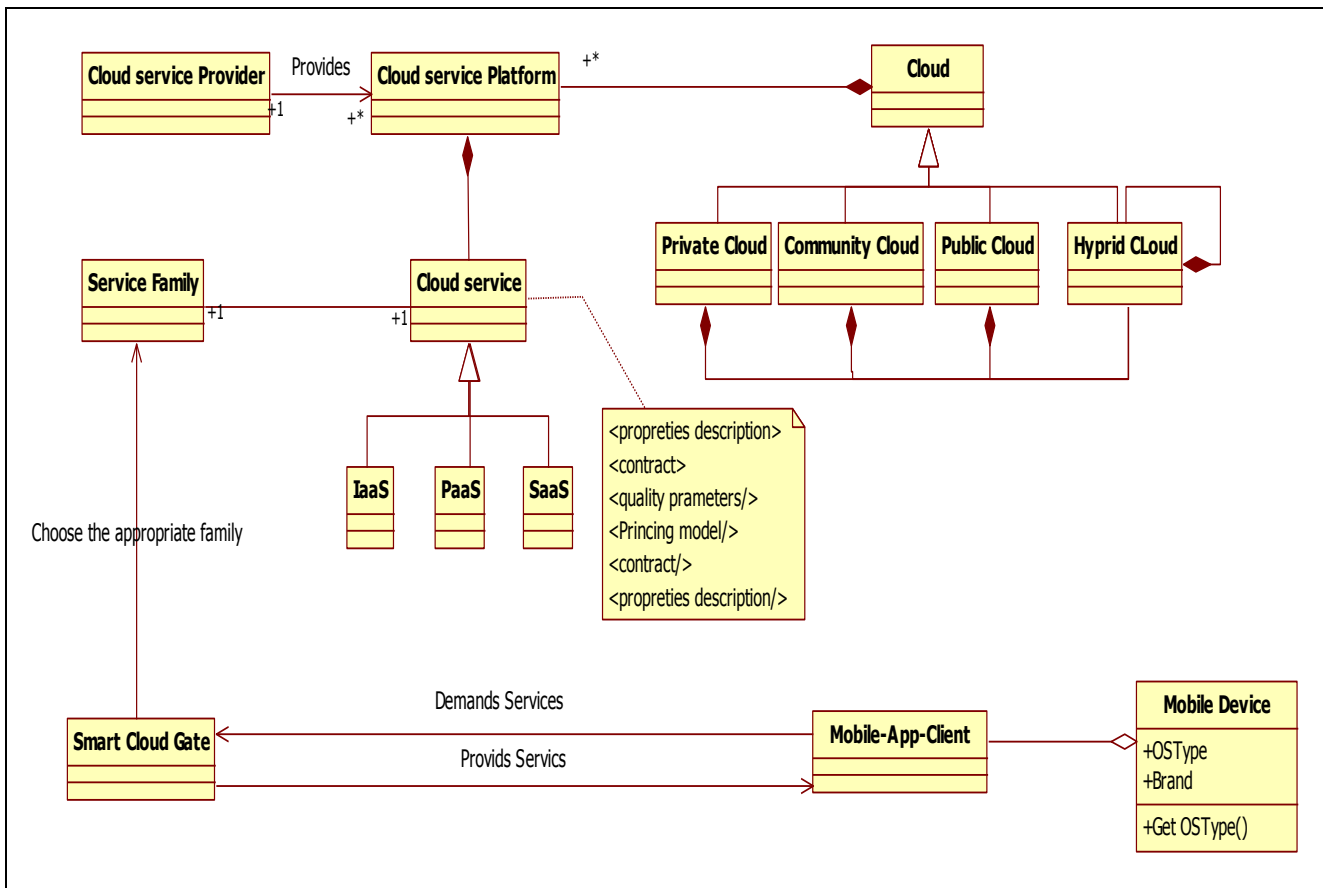 Cloud service Provider
Provides
+1
+*
Cloud service Platform
+*
Cloud
Private Cloud
Community Cloud
Public Cloud
Hyprid CLoud
Service Family
+1
+1
Cloud service
IaaS
PaaS
SaaS
<propreties description>
<contract>
<quality prameters/>
<Princing model/>
<contract/>
<propreties description/>
Choose the appropriate family
Smart Cloud Gate
Demands Services
Provids Servics
Mobile-App-Client
Mobile Device
+OSType
+Brand
+Get OSType()